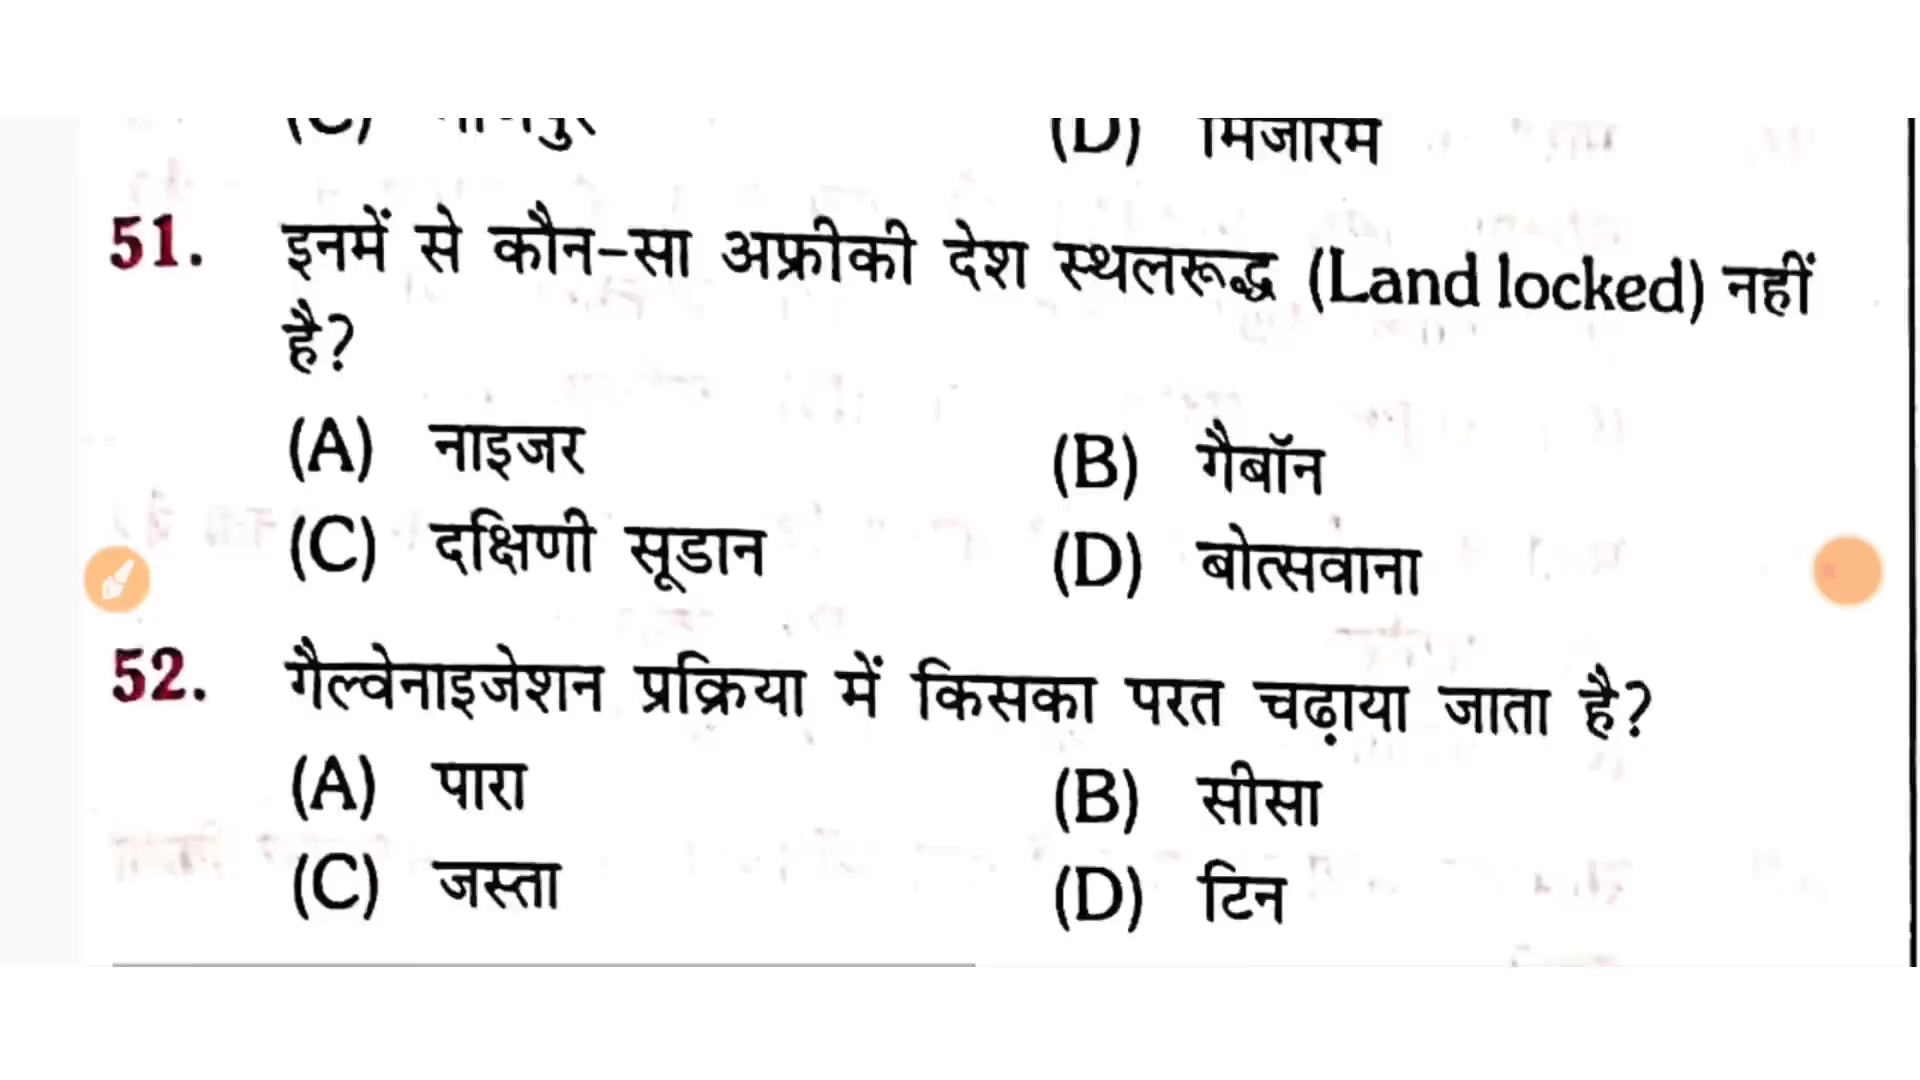 (D) मिजोरम
51. इनमें से कौन-सा अफ्रीकी देश स्थलरूद्ध (Land locked) नहीं
है?
(A) नाइजर (B) गैबॉन
(C) दक्षिणी सूडान (D) बोत्सवाना
52. गैल्वेनाइजेशन प्रक्रिया में किसका परत चढ़ाया जाता है?
(A) पारा (B) सीसा
(C) जस्ता (D) टिन